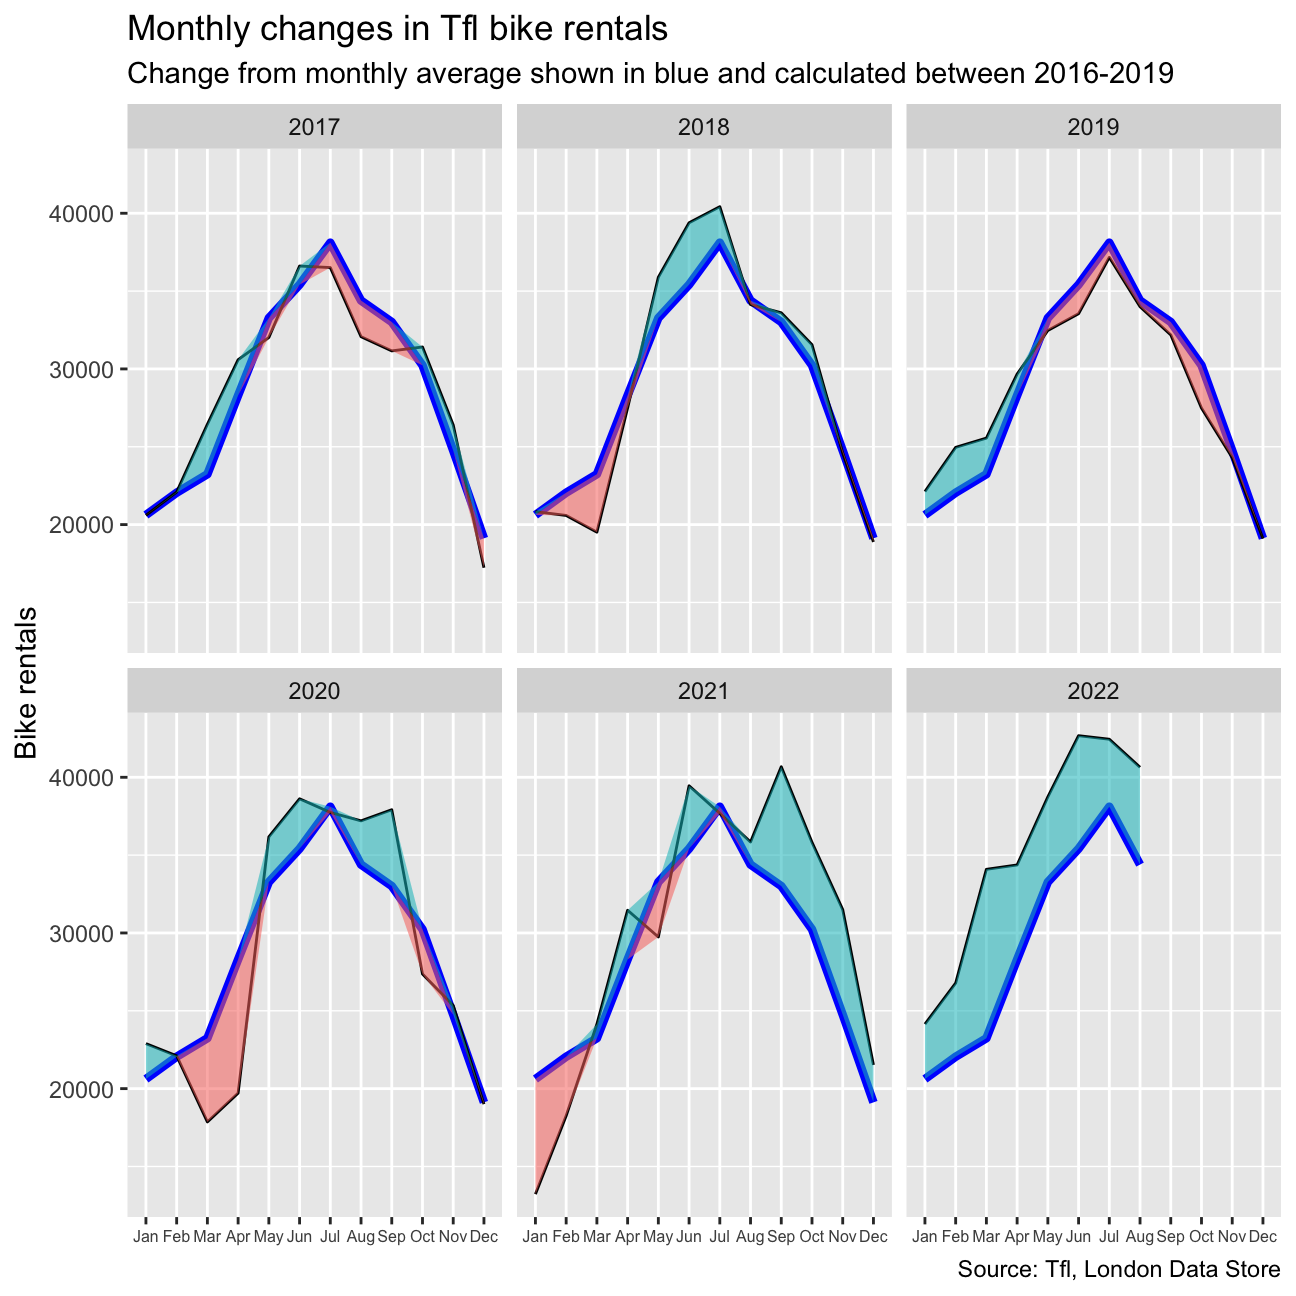 Monthly changes in Tfl bike rentals
Change from monthly average shown in blue and calculated between 2016-2019
2017 2018 2019
40000
30000
20000
Bike rentals
2020 2021 2022
40000
30000
20000
Jan Feb Mar Apr May Jun Jul Aug Sep Oct Nov Dec Jan Feb Mar Apr May Jun Jul Aug Sep Oct Nov Dec Jan Feb Mar Apr May Jun Jul Aug Sep Oct Nov Dec
Source: Tfl, London Data Store